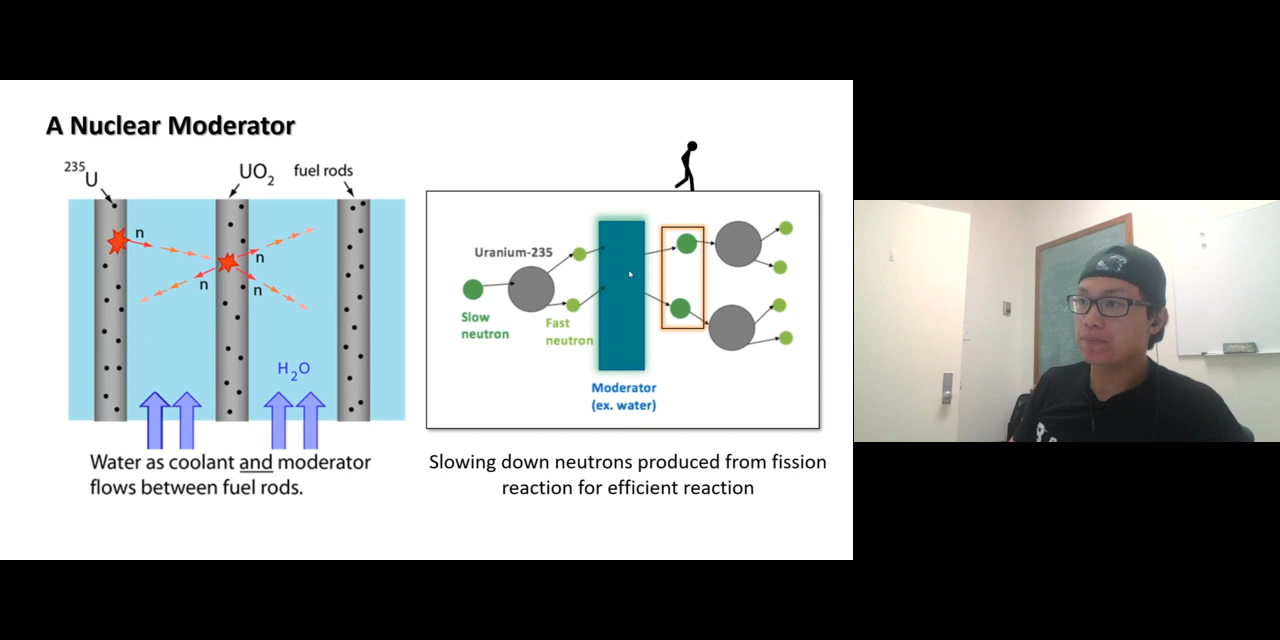 A Nuclear Moderator
235U
UO2
fuel rods
n
n
n
n
H2O
Water as coolant and moderator
flows between fuel rods.
Uranium-235
Slow
neutron
Fast
neutron
Moderator
(ex. water)
Slowing down neutrons produced from fission
reaction for efficient reaction